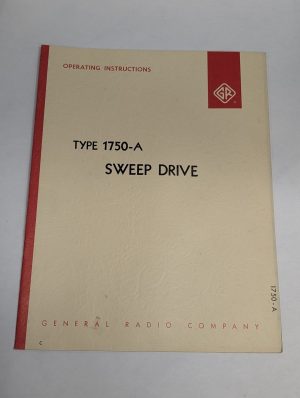 OPERATING INSTRUCTIONS
GR
TYPE 1750-A
SWEEP DRIVE
1750-A
GENERAL RADIO COMPANY
C